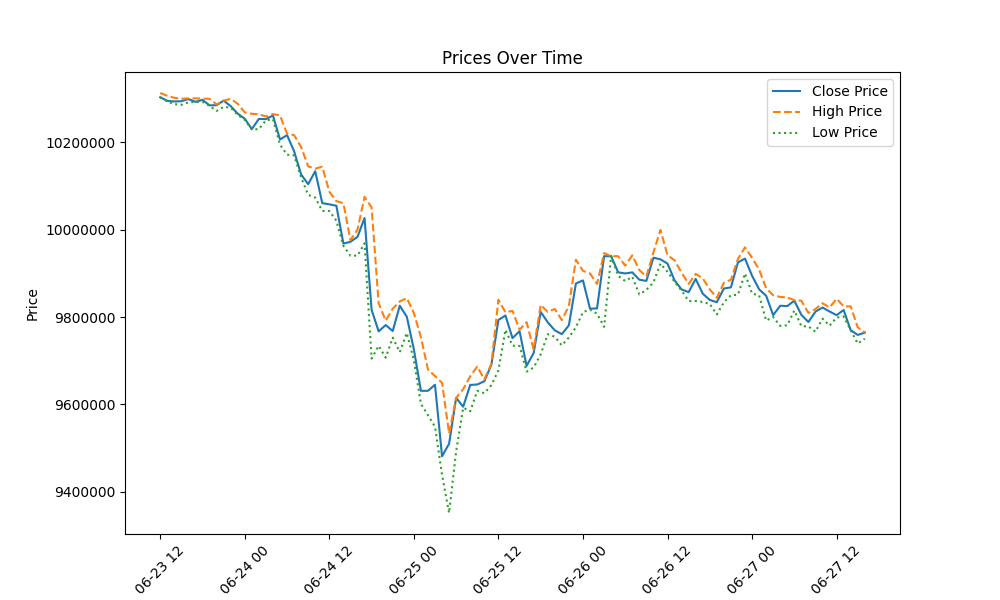 Prices Over Time
Close Price
High Price
Low Price
Price
10200000
10000000
9800000
9600000
9400000
06-23 12
06-24 00
06-24 12
06-25 00
06-25 12
06-26 00
06-26 12
06-27 00
06-27 12